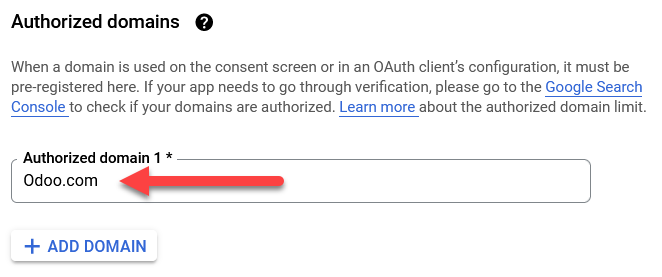 Authorized domains ?
When a domain is used on the consent screen or in an OAuth client's configuration, it must be
pre-registered here. If your app needs to go through verification, please go to the Google Search
Console to check if your domains are authorized. Learn more about the authorized domain limit.
Authorized domain 1 *
Odoo.com
+ ADD DOMAIN